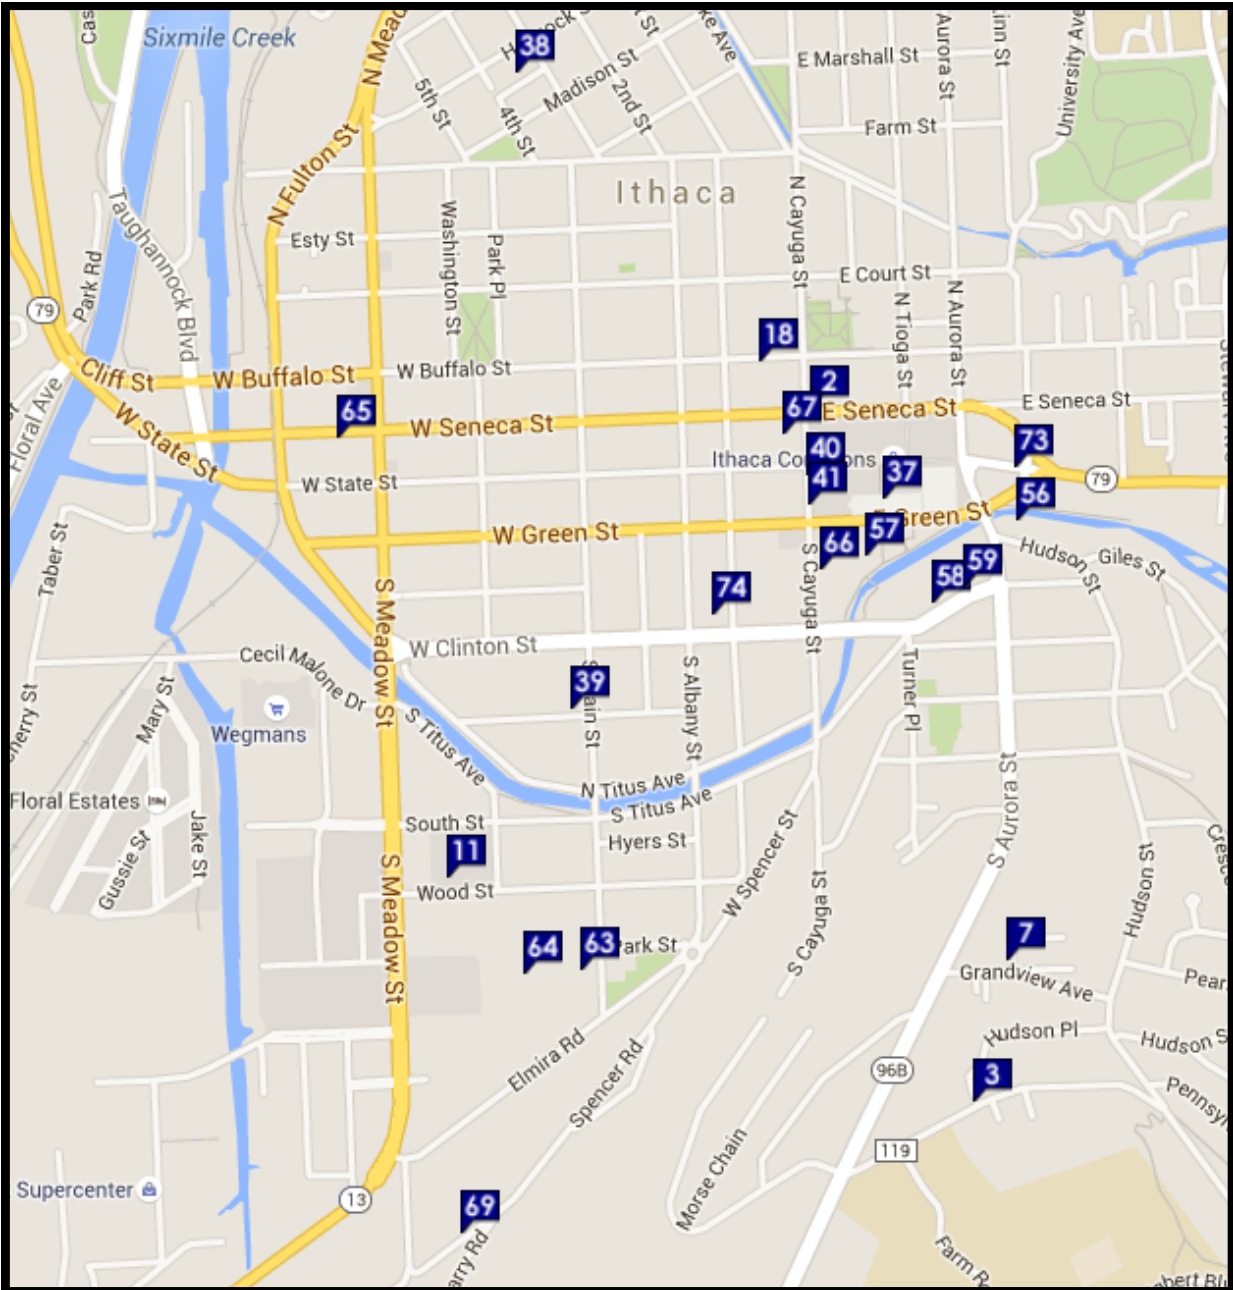 Sixmile Creek
N Meadow
38
5th St
4th St
Madison St
2nd St
E Marshall St
Aurora St
University Ave
Farm St
N Fulton St
Ithaca
Taughannock Blvd
Park Rd
Esty St
Washington St
Park Pl
N Cayuga St
E Court St
N Tioga St
N Aurora St
79
Cliff St
W Buffalo St
W Buffalo St
18
2
67
E Seneca St
E Seneca St
Floral Ave
W State St
65
W Seneca St
73
40
41
37
Ithaca
79
W State St
56
W Green St
57
Green St
66
Taber St
58
59
Hudson St
Giles St
74
S Meadow St
S Cayuga St
W Clinton St
Cecil Malone Dr
39
S Albany St
Turner Pl
Mary St
Wegmans
S Titus Ave
N Titus Ave
S Titus Ave
S Aurora St
Floral Estates
Jake St
Gussie St
South St
Hyers St
11
Wood St
W Spencer St
S Cayuga St
Hudson St
S Meadow St
64
63
Park St
7
Grandview Ave
Hudson Pl
Hudson S
Elmira Rd
Spencer Rd
96B
3
119
Morse Chain
Supercenter
13
69